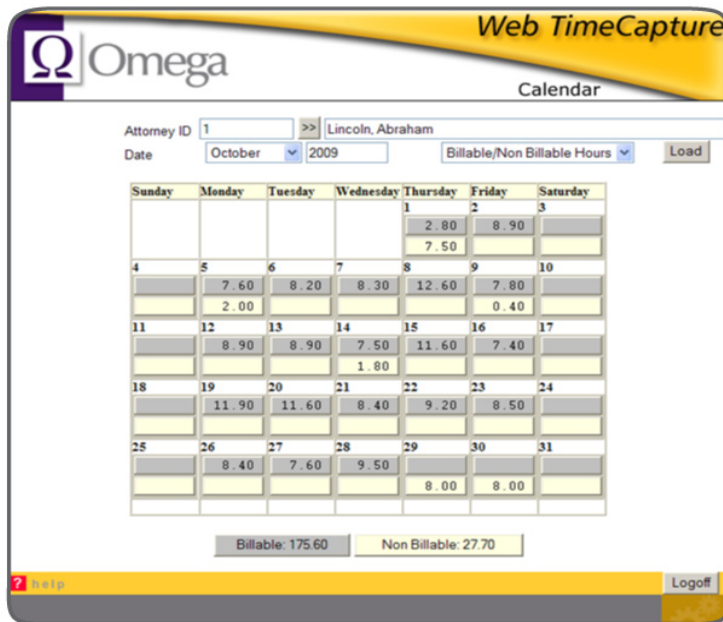 Web TimeCapture
Ω Omega
Calendar
Attorney ID 1 >> Lincoln, Abraham
Date October 2009 Billable/Non Billable Hours Load
Sunday Monday Tuesday Wednesday Thursday Friday Saturday
1 2 3
2.80 8.90
7.50
4 5 6 7 8 9 10
7.60 8.20 8.30 12.60 7.80
2.00 0.40
11 12 13 14 15 16 17
8.90 8.90 7.50 11.60 7.40
1.80
18 19 20 21 22 23 24
11.90 11.60 8.40 9.20 8.50
25 26 27 28 29 30 31
8.40 7.60 9.50
8.00 8.00
Billable: 175.60 Non Billable: 27.70
? help Logoff